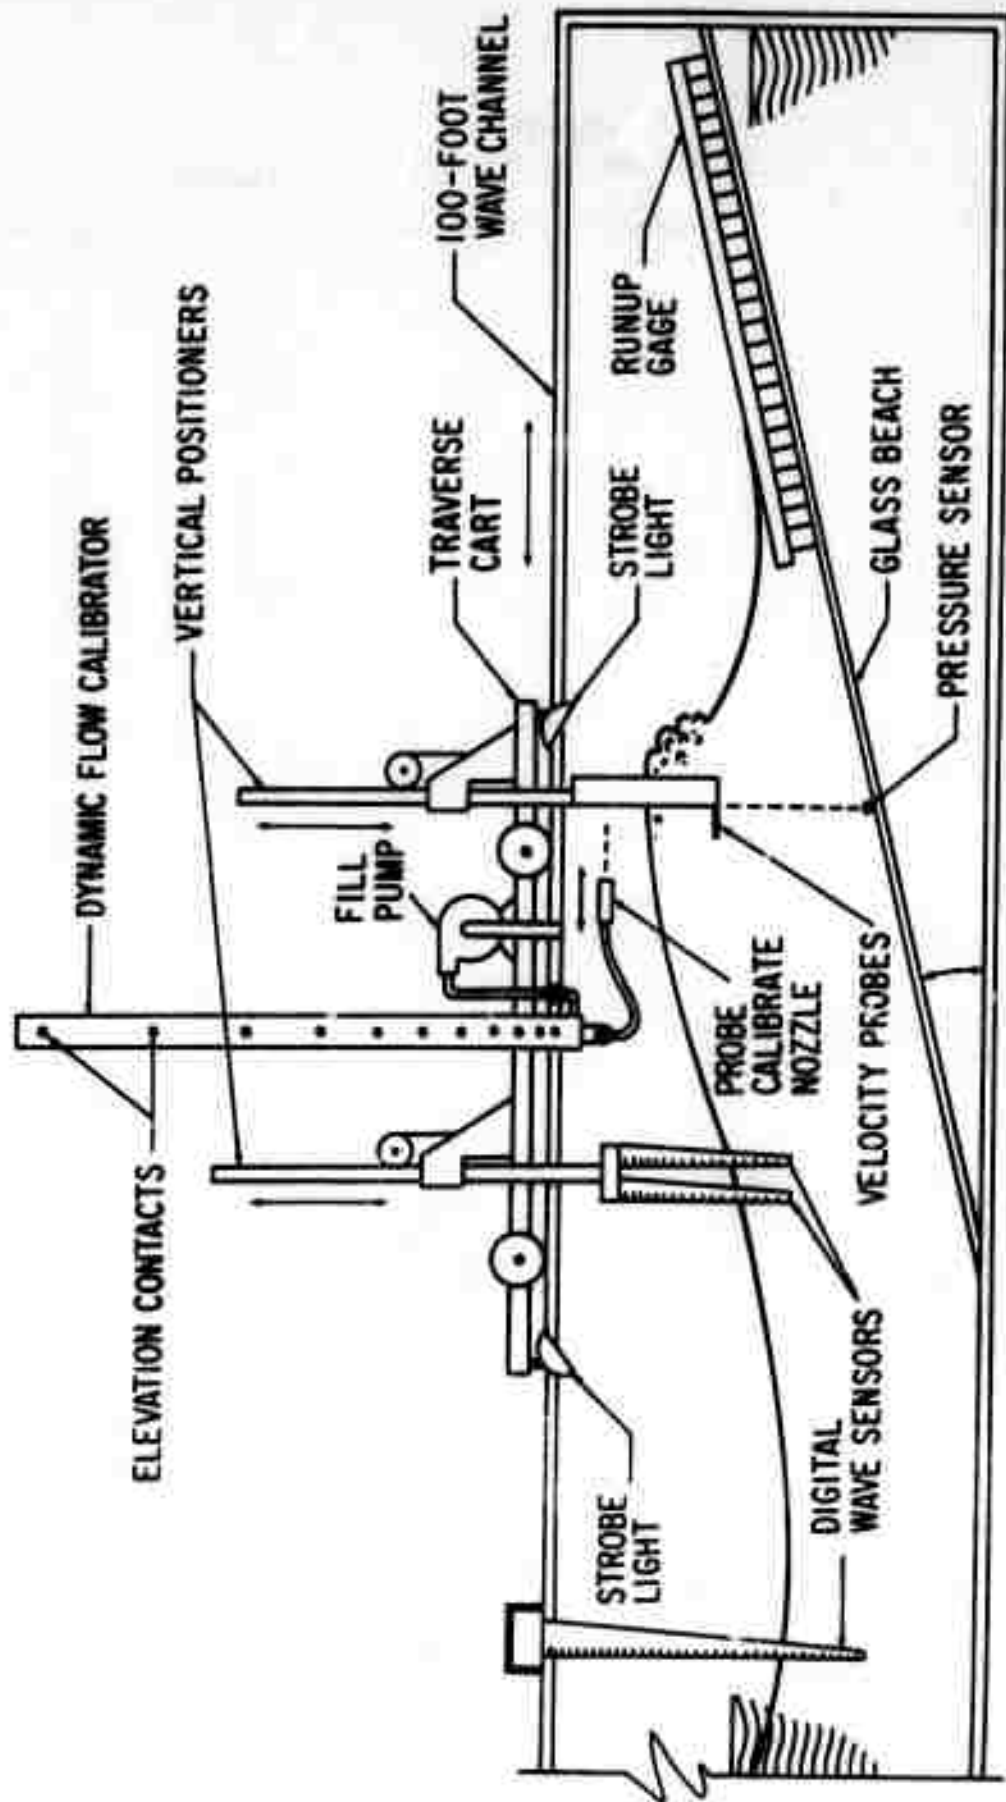 DYNAMIC FLOW CALIBRATOR
ELEVATION CONTACTS
VERTICAL POSITIONERS
FILL
PUMP
TRAVERSE
CART
100-FOOT
WAVE CHANNEL
STROBE
LIGHT
STROBE
LIGHT
RUNUP
GAGE
PROBE
CALIBRATE
NOZZLE
DIGITAL
WAVE SENSORS
VELOCITY PROBES
GLASS BEACH
PRESSURE SENSOR